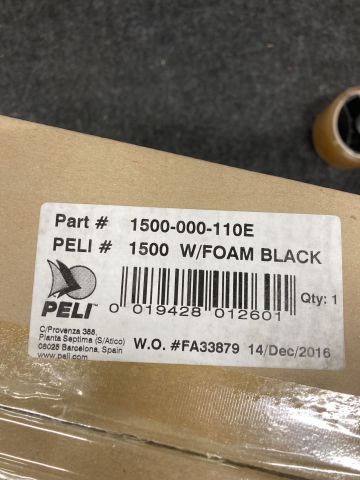 Part # 1500-000-110E
PELI # 1500 W/FOAM BLACK
Qty: 1
PELI™
0 019428 012601
C/Provenza 388,
Planta Septima (S/Atico)
08025 Barcelona, Spain
www.peli.com
W.O. #FA33879 14/Dec/2016